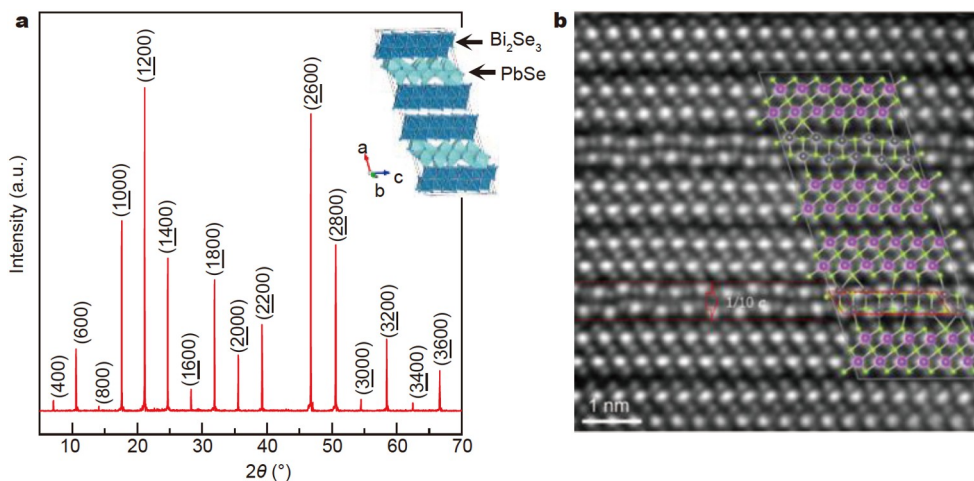 a
Bi₂Se₃
PbSe
a
b
c
Intensity (a.u.)
(400)
(600)
(800)
(1000)
(1200)
(1400)
(1600)
(1800)
(2000)
(2200)
(2600)
(2800)
(3000)
(3200)
(3400)
(3600)
10 20 30 40 50 60 70
2θ (°)
b
1/10 a
1 nm